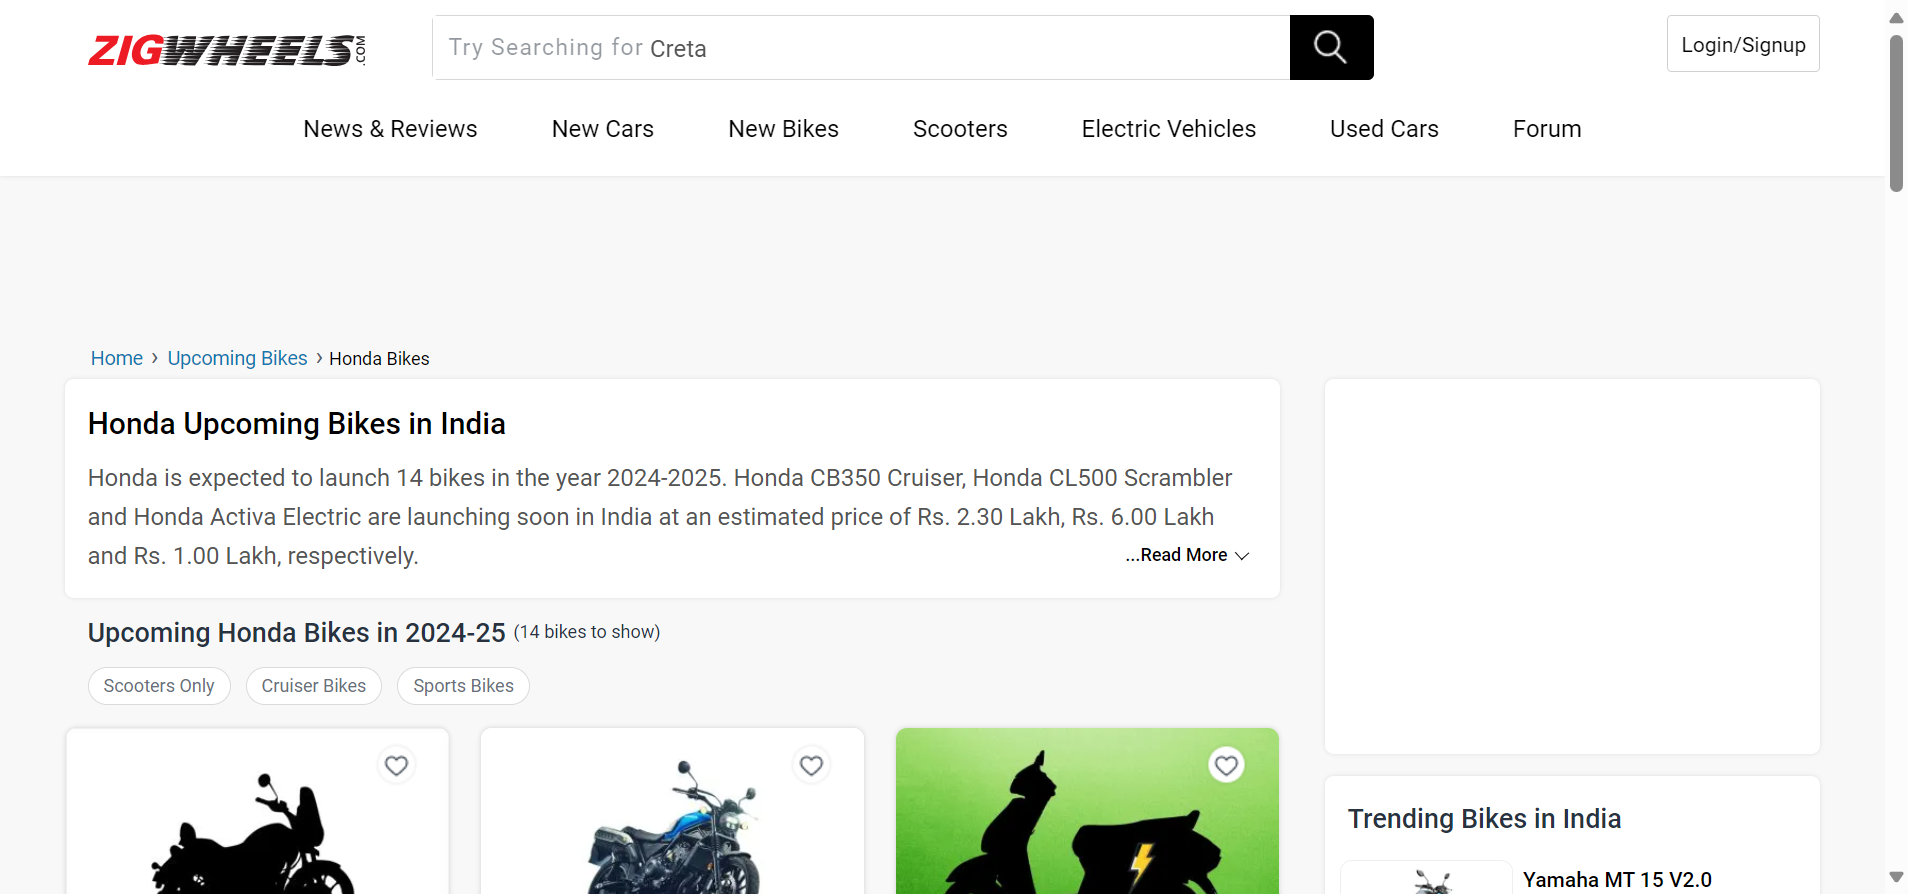 ZIGWHEELS.COM
Try Searching for Creta
Login/Signup
News & Reviews
New Cars
New Bikes
Scooters
Electric Vehicles
Used Cars
Forum
Home › Upcoming Bikes › Honda Bikes
Honda Upcoming Bikes in India
Honda is expected to launch 14 bikes in the year 2024-2025. Honda CB350 Cruiser, Honda CL500 Scrambler
and Honda Activa Electric are launching soon in India at an estimated price of Rs. 2.30 Lakh, Rs. 6.00 Lakh
and Rs. 1.00 Lakh, respectively.
...Read More
Upcoming Honda Bikes in 2024-25 (14 bikes to show)
Scooters Only
Cruiser Bikes
Sports Bikes
Trending Bikes in India
Yamaha MT 15 V2.0